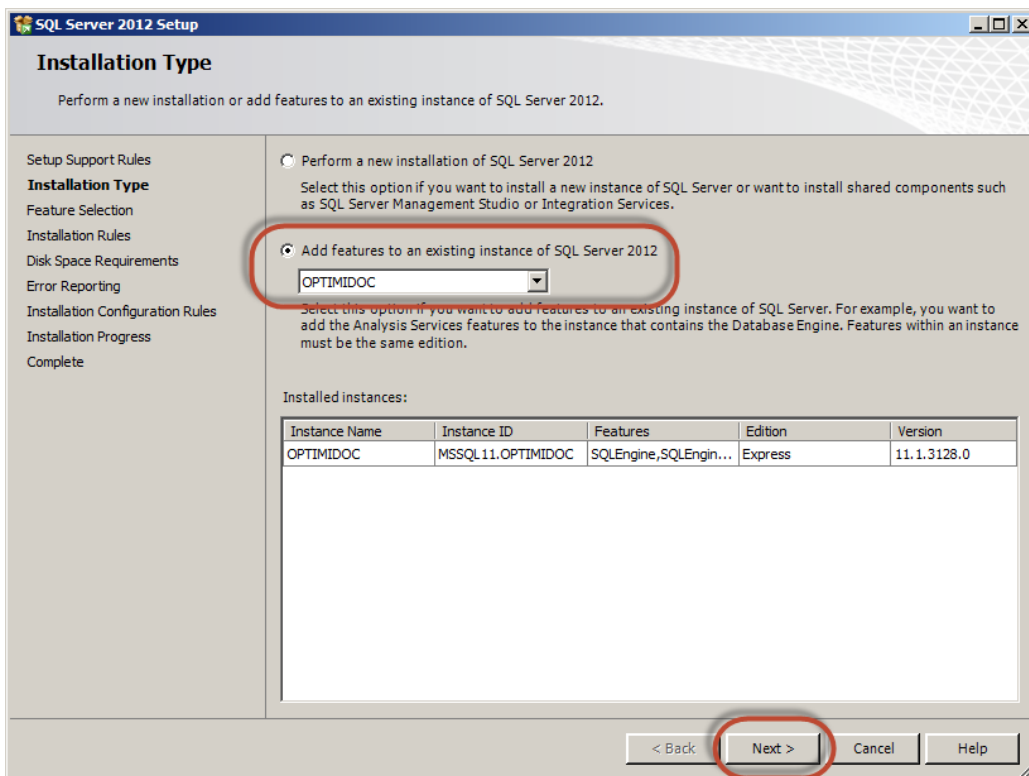 SQL Server 2012 Setup
Installation Type
Perform a new installation or add features to an existing instance of SQL Server 2012.
Setup Support Rules
Installation Type
Feature Selection
Installation Rules
Disk Space Requirements
Error Reporting
Installation Configuration Rules
Installation Progress
Complete
Perform a new installation of SQL Server 2012
Select this option if you want to install a new instance of SQL Server or want to install shared components such
as SQL Server Management Studio or Integration Services.
Add features to an existing instance of SQL Server 2012
OPTIMIDOC
Select this option if you want to add features to an existing instance of SQL Server. For example, you want to
add the Analysis Services features to the instance that contains the Database Engine. Features within an instance
must be the same edition.
Installed instances:
Instance Name Instance ID Features Edition Version
OPTIMIDOC MSSQL11.OPTIMIDOC SQLEngine,SQLEngin... Express 11.1.3128.0
< Back Next > Cancel Help